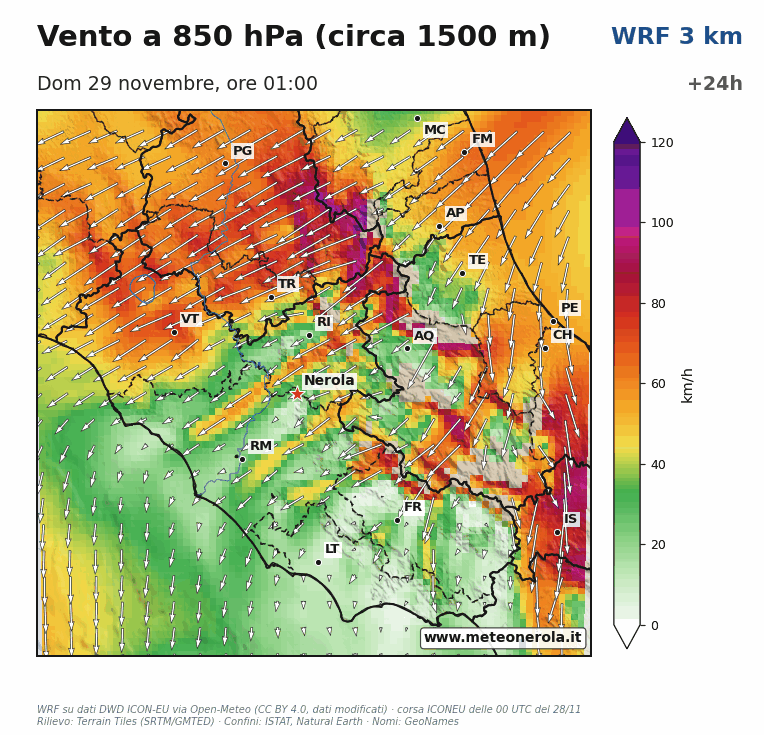 Vento a 850 hPa (circa 1500 m)
WRF 3 km
Dom 29 novembre, ore 01:00
+24h
MC
FM
PG
AP
TE
TR
PE
VT
RI
AQ
CH
Nerola
RM
FR
IS
LT
www.meteonerola.it
120
100
80
60
40
20
0
km/h
WRF su dati DWD ICON-EU via Open-Meteo (CC BY 4.0, dati modificati) · corsa ICONEU delle 00 UTC del 28/11
Rilievo: Terrain Tiles (SRTM/GMTED) · Confini: ISTAT, Natural Earth · Nomi: GeoNames